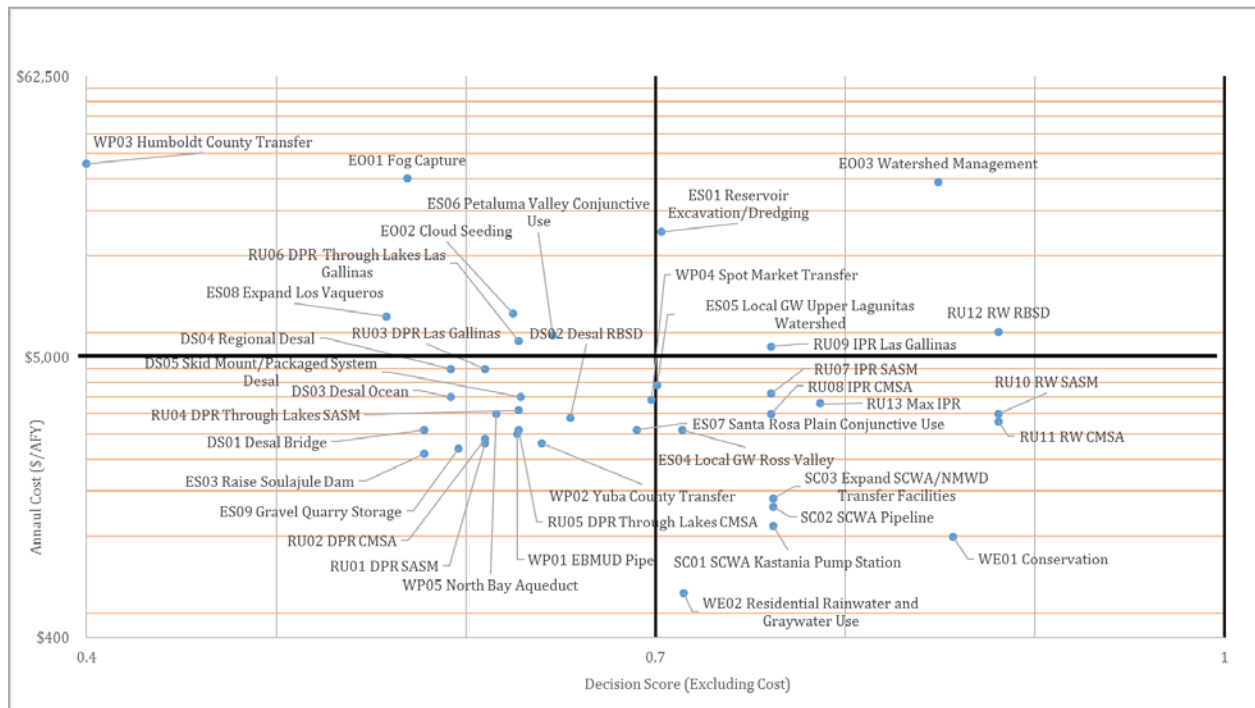 $62,500
WP03 Humboldt County Transfer
EO01 Fog Capture
EO03 Watershed Management
ES01 Reservoir
Excavation/Dredging
ES06 Petaluma Valley Conjunctive
Use
EO02 Cloud Seeding
RU06 DPR Through Lakes Las
Gallinas
WP04 Spot Market Transfer
ES08 Expand Los Vaqueros
ES05 Local GW Upper Lagunitas
Watershed
RU12 RW RBSD
DS04 Regional Desal
RU03 DPR Las Gallinas
DS02 Desal RBSD
RU09 IPR Las Gallinas
$5,000
DS05 Skid Mount/Packaged System
Desal
RU07 IPR SASM
RU08 IPR CMSA
RU10 RW SASM
DS03 Desal Ocean
RU13 Max IPR
RU04 DPR Through Lakes SASM
ES07 Santa Rosa Plain Conjunctive Use
RU11 RW CMSA
DS01 Desal Bridge
ES04 Local GW Ross Valley
ES03 Raise Soulajule Dam
WP02 Yuba County Transfer
SC03 Expand SCWA/NMWD
Transfer Facilities
ES09 Gravel Quarry Storage
RU05 DPR Through Lakes CMSA
SC02 SCWA Pipeline
RU02 DPR CMSA
WP01 EBMUD Pipe
SC01 SCWA Kastania Pump Station
WE01 Conservation
RU01 DPR SASM
WP05 North Bay Aqueduct
WE02 Residential Rainwater and
Graywater Use
$400
0.4
0.7
1
Decision Score (Excluding Cost)
Annaul Cost ($/AFY)